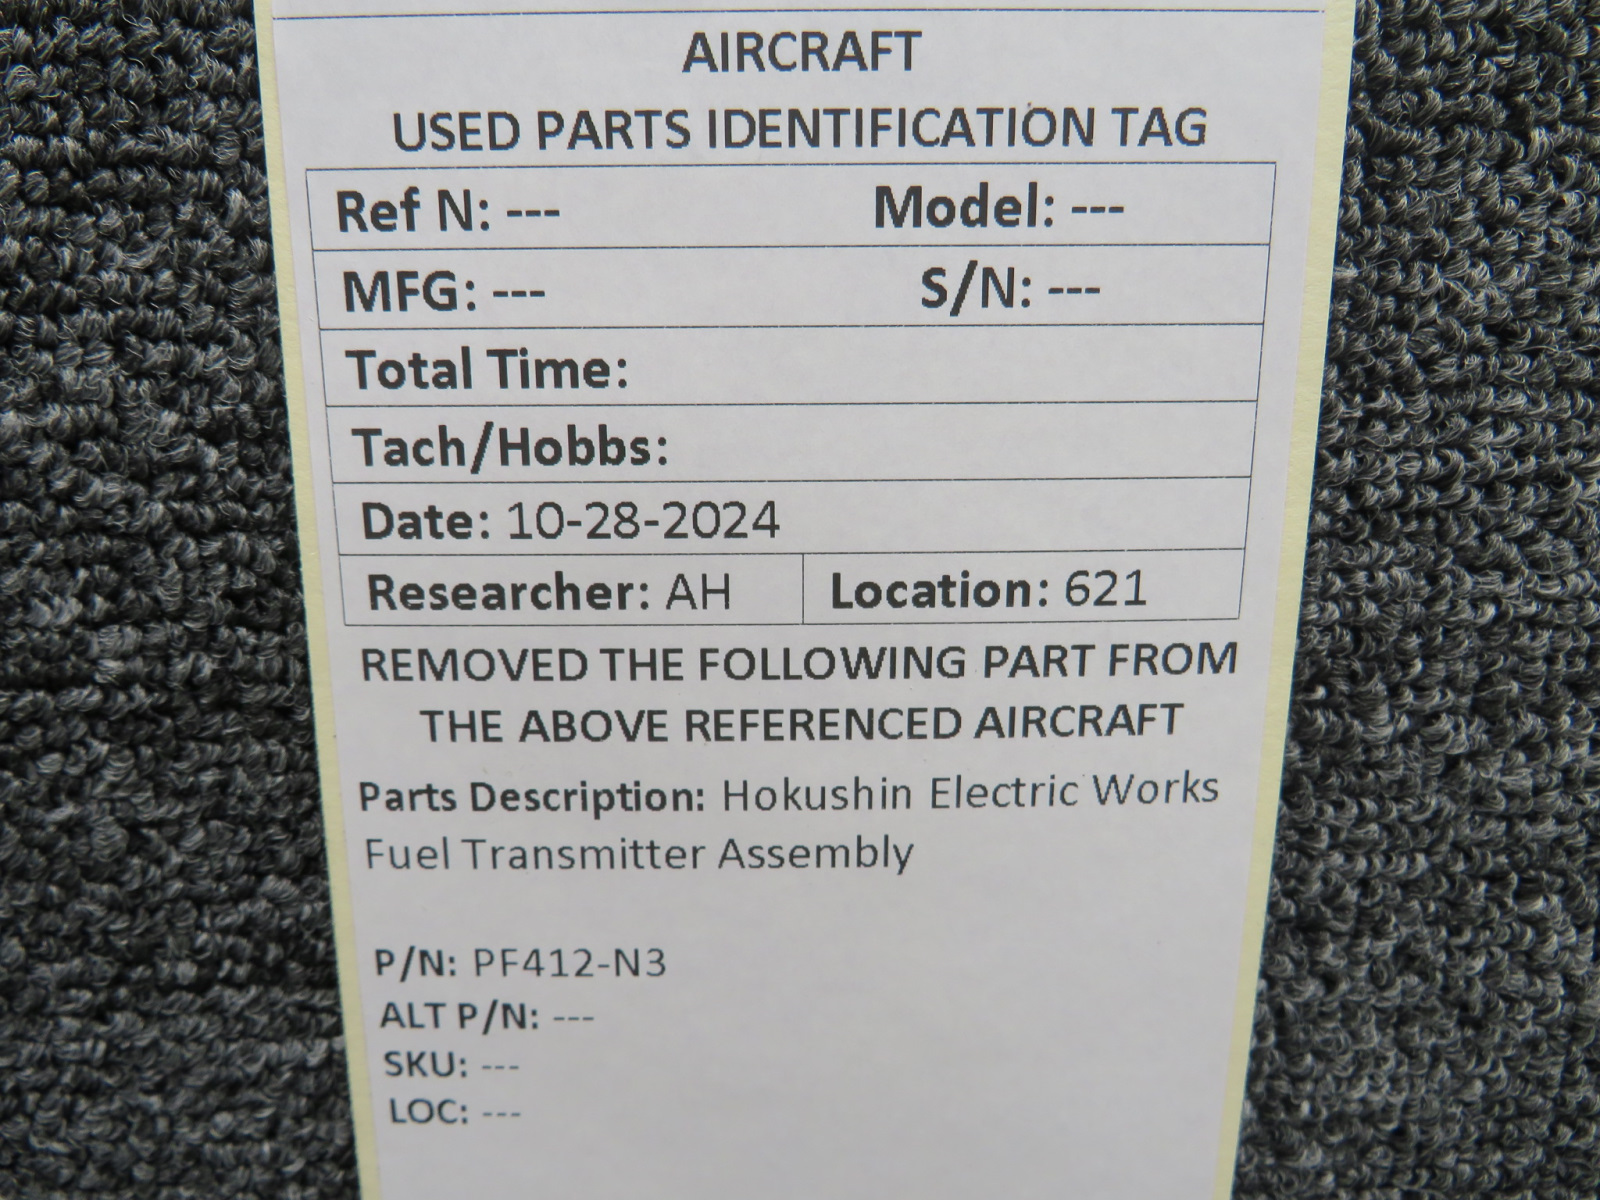 AIRCRAFT
USED PARTS IDENTIFICATION TAG
Ref N: --- Model: ---
MFG: --- S/N: ---
Total Time:
Tach/Hobbs:
Date: 10-28-2024
Researcher: AH Location: 621
REMOVED THE FOLLOWING PART FROM
THE ABOVE REFERENCED AIRCRAFT
Parts Description: Hokushin Electric Works
Fuel Transmitter Assembly
P/N: PF412-N3
ALT P/N: ---
SKU: ---
LOC: ---